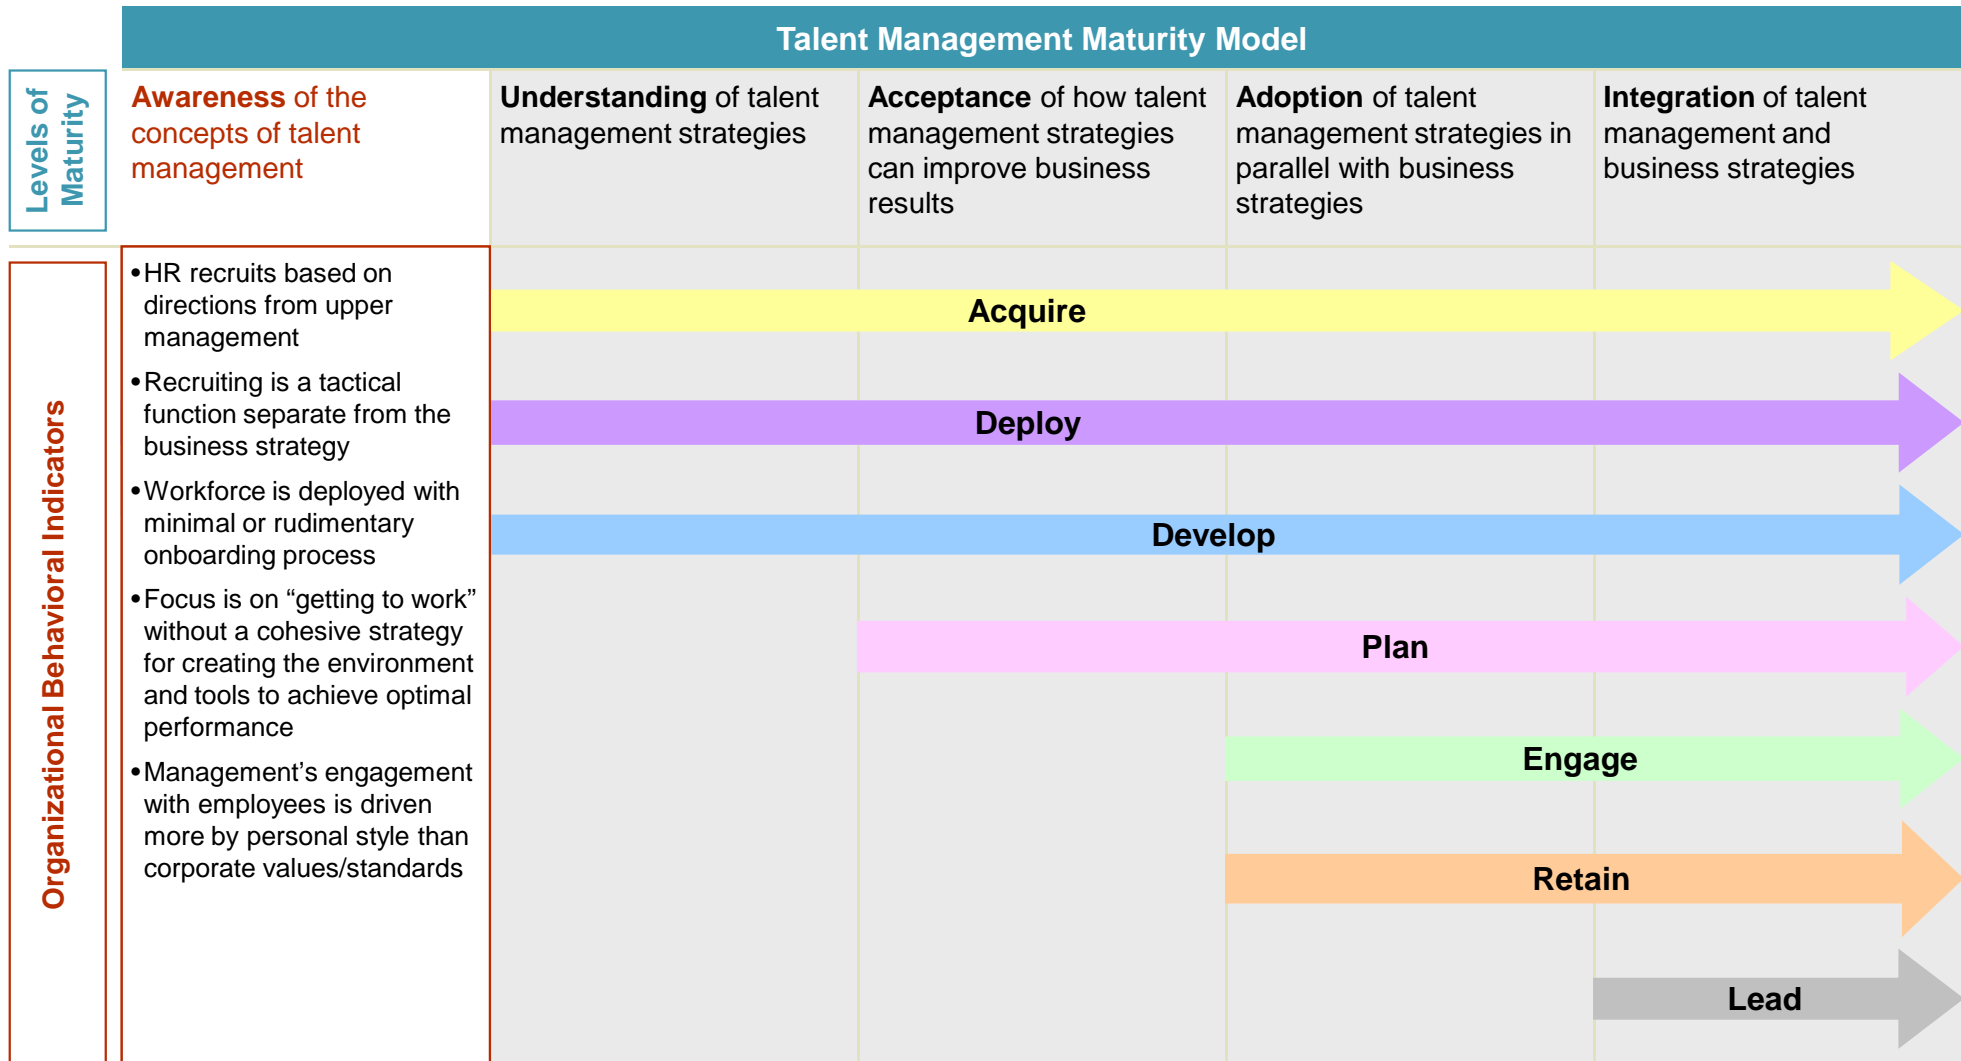 Talent Management Maturity Model
Levels of
Maturity
Awareness of the
concepts of talent
management
Understanding of talent
management strategies
Acceptance of how talent
management strategies
can improve business
results
Adoption of talent
management strategies in
parallel with business
strategies
Integration of talent
management and
business strategies
Organizational Behavioral Indicators
•HR recruits based on
directions from upper
management
•Recruiting is a tactical
function separate from the
business strategy
•Workforce is deployed with
minimal or rudimentary
onboarding process
•Focus is on “getting to work”
without a cohesive strategy
for creating the environment
and tools to achieve optimal
performance
•Management’s engagement
with employees is driven
more by personal style than
corporate values/standards
Acquire
Deploy
Develop
Plan
Engage
Retain
Lead